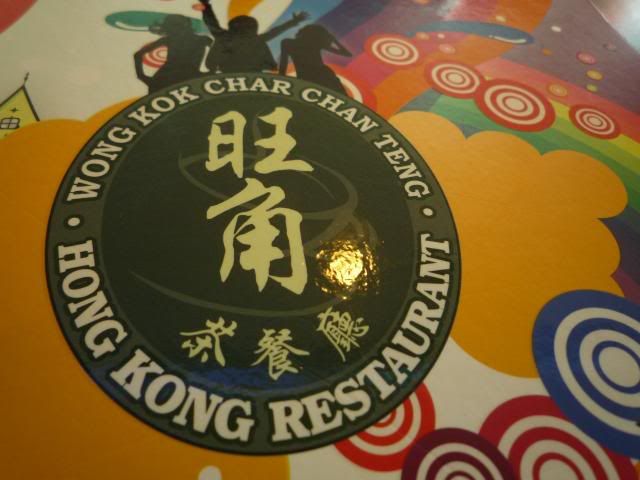 WONG KOK CHAR CHAN TENG
旺角
茶餐廳
HONG KONG RESTAURANT